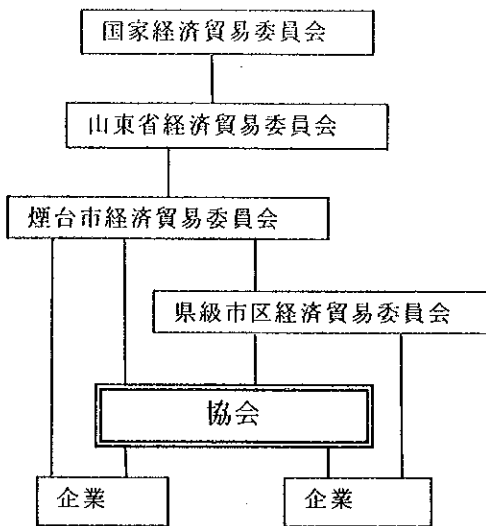 国家経済貿易委員会
山東省経済貿易委員会
煙台市経済貿易委員会
県級市区経済貿易委員会
協会
企業
企業